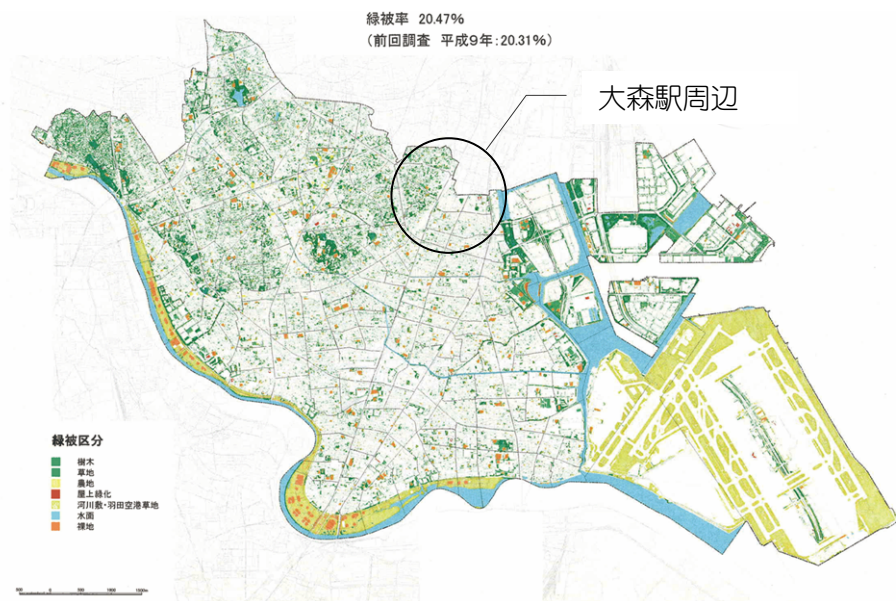 緑被率 20.47%
(前回調査 平成9年:20.31%)
大森駅周辺
緑被区分
樹木
草地
農地
屋上緑化
河川敷・羽田空港草地
水面
裸地